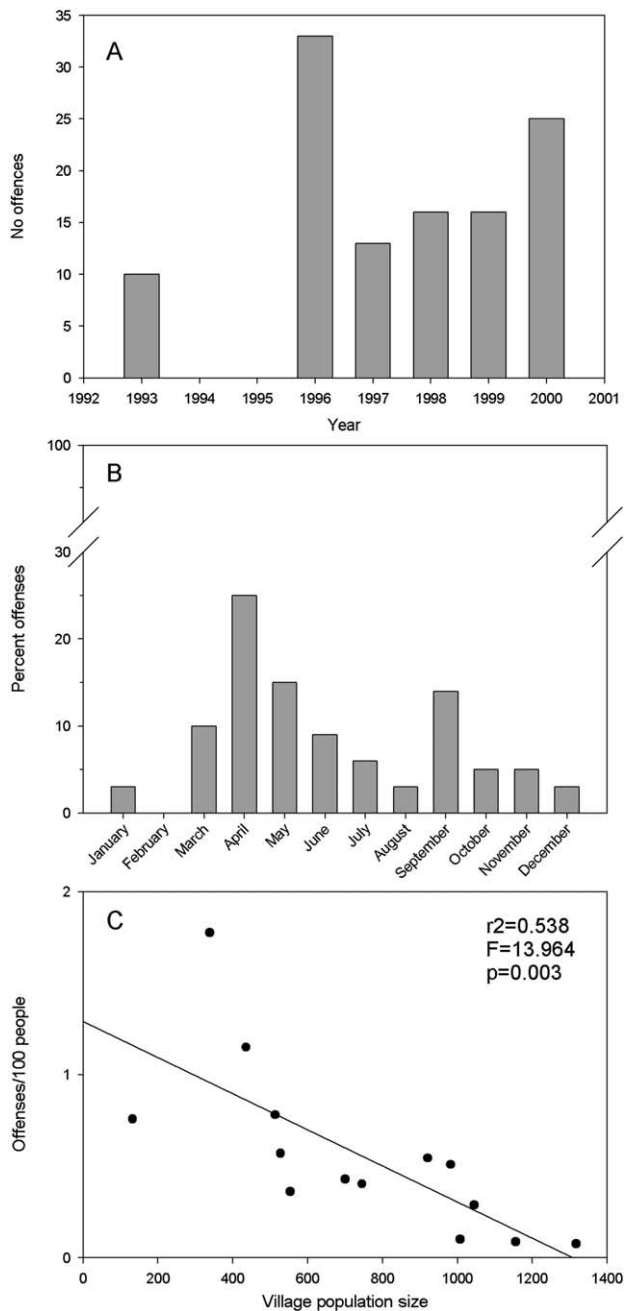 A
35
30
25
20
15
10
5
0
No offences
1992 1993 1994 1995 1996 1997 1998 1999 2000 2001
Year
B
100
30
20
10
0
Percent offenses
January February March April May June July August September October November December
C
r2=0.538
F=13.964
p=0.003
2
1
0
Offenses/100 people
0 200 400 600 800 1000 1200 1400
Village population size